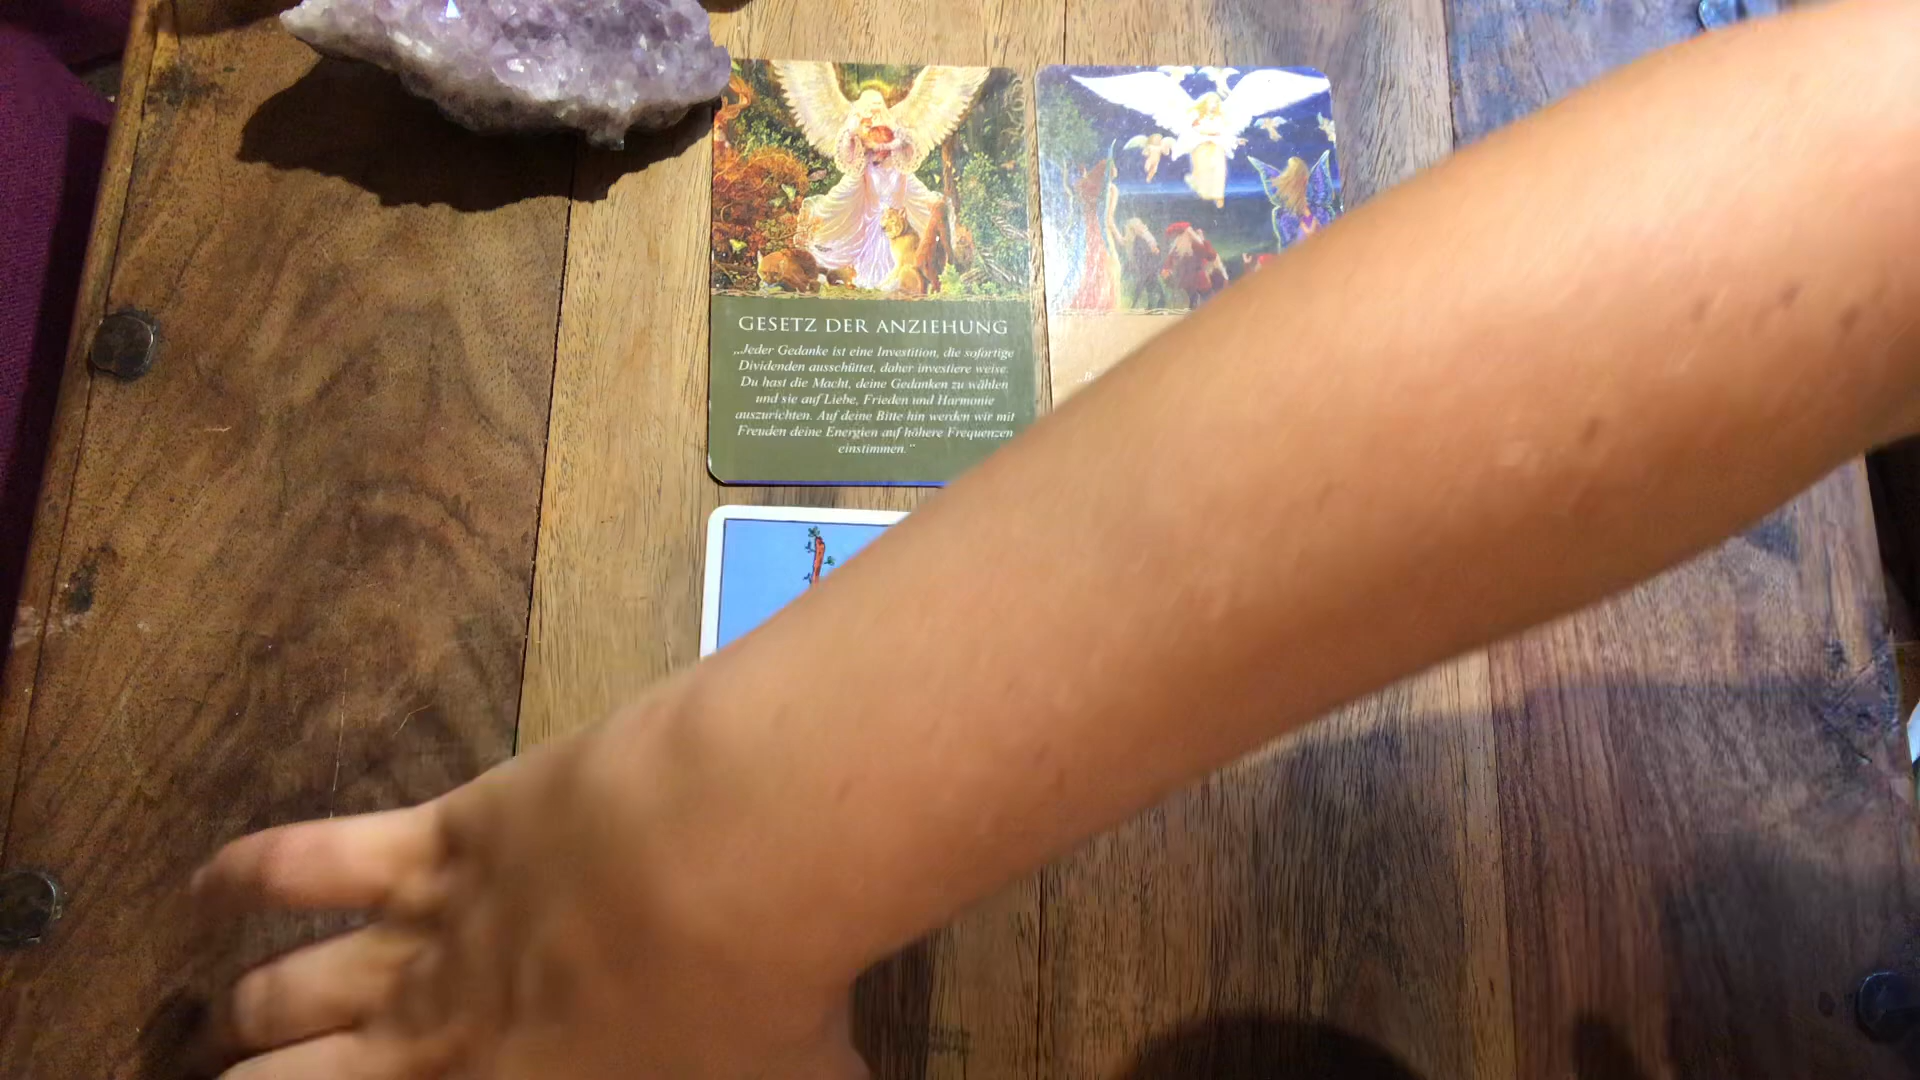 GESETZ DER ANZIEHUNG
„Jeder Gedanke ist eine Investition, die sofortige
Dividenden ausschüttet, daher investiere weise.
Du hast die Macht, deine Gedanken zu wählen
und sie auf Liebe, Frieden und Harmonie
auszurichten. Auf deine Bitte hin werden wir mit
Freuden deine Energien auf höhere Frequenzen
einstimmen.“